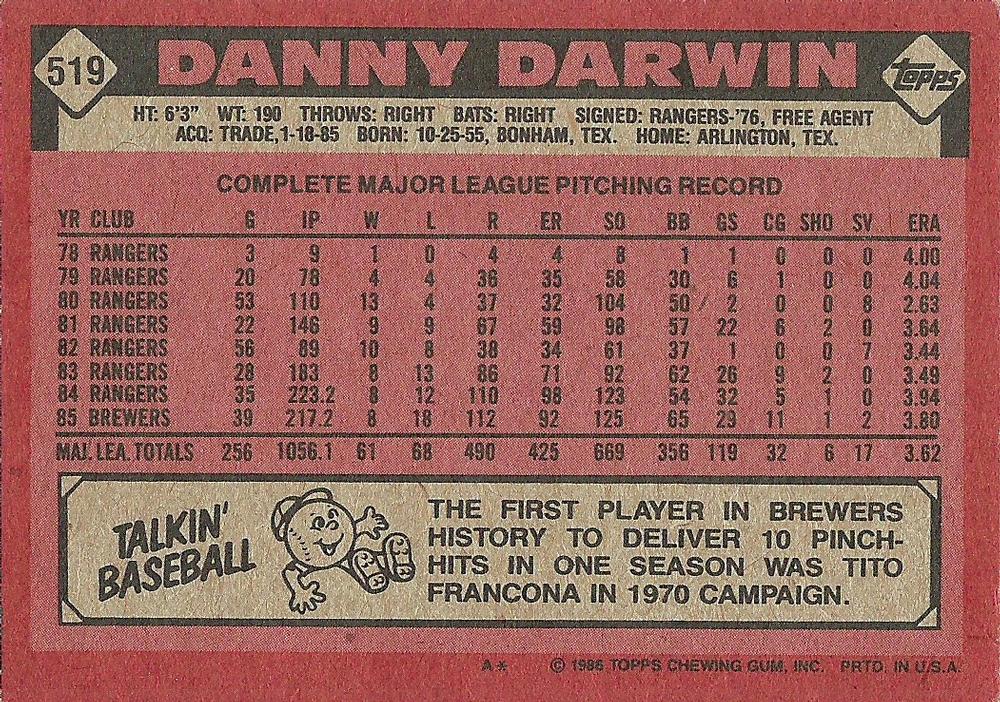 519 DANNY DARWIN topps
HT: 6'3" WT: 190 THROWS: RIGHT BATS: RIGHT SIGNED: RANGERS-'76, FREE AGENT
ACQ: TRADE,1-18-85 BORN: 10-25-55, BONHAM, TEX. HOME: ARLINGTON, TEX.
COMPLETE MAJOR LEAGUE PITCHING RECORD
YR CLUB G IP W L R ER SO BB GS CG SHO SV ERA
78 RANGERS 3 9 1 0 4 4 8 1 1 0 0 0 4.00
79 RANGERS 20 78 4 4 36 35 58 30 6 1 0 0 4.04
80 RANGERS 53 110 13 4 37 32 104 50 2 0 0 8 2.63
81 RANGERS 22 146 9 9 67 59 98 57 22 6 2 0 3.64
82 RANGERS 56 89 10 8 38 34 61 37 1 0 0 7 3.44
83 RANGERS 28 183 8 13 86 71 92 62 26 9 2 0 3.49
84 RANGERS 35 223.2 8 12 110 98 123 54 32 5 1 0 3.94
85 BREWERS 39 217.2 8 18 112 92 125 65 29 11 1 2 3.80
MAJ. LEA. TOTALS 256 1056.1 61 68 490 425 669 356 119 32 6 17 3.62
TALKIN'
BASEBALL
THE FIRST PLAYER IN BREWERS
HISTORY TO DELIVER 10 PINCH-
HITS IN ONE SEASON WAS TITO
FRANCONA IN 1970 CAMPAIGN.
A* © 1986 TOPPS CHEWING GUM, INC. PRTD. IN U.S.A.